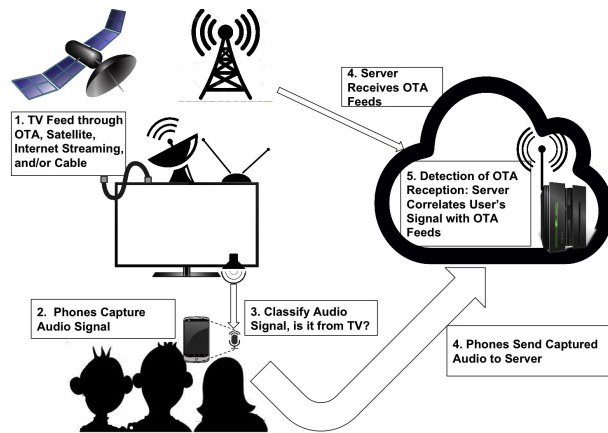 1. TV Feed through
OTA, Satellite,
Internet Streaming,
and/or Cable
4. Server
Receives OTA
Feeds
5. Detection of OTA
Reception: Server
Correlates User's
Signal with OTA
Feeds
2. Phones Capture
Audio Signal
3. Classify Audio
Signal, is it from TV?
4. Phones Send Captured
Audio to Server